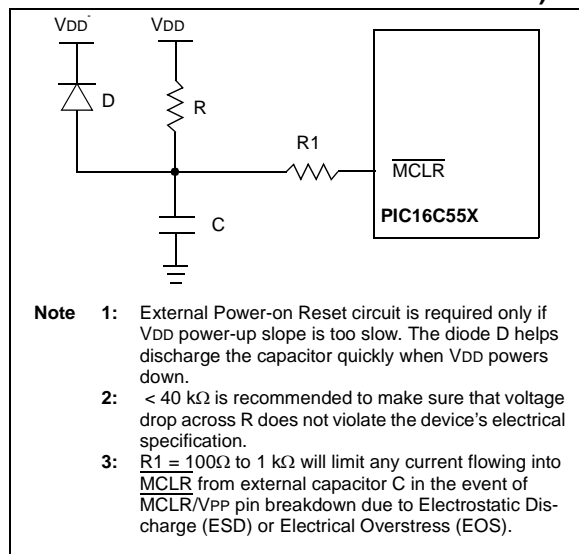 VDD VDD
D
R
R1
MCLR
PIC16C55X
C
Note 1: External Power-on Reset circuit is required only if
VDD power-up slope is too slow. The diode D helps
discharge the capacitor quickly when VDD powers
down.
2: < 40 kΩ is recommended to make sure that voltage
drop across R does not violate the device's electrical
specification.
3: R1 = 100Ω to 1 kΩ will limit any current flowing into
MCLR from external capacitor C in the event of
MCLR/VPP pin breakdown due to Electrostatic Dis-
charge (ESD) or Electrical Overstress (EOS).